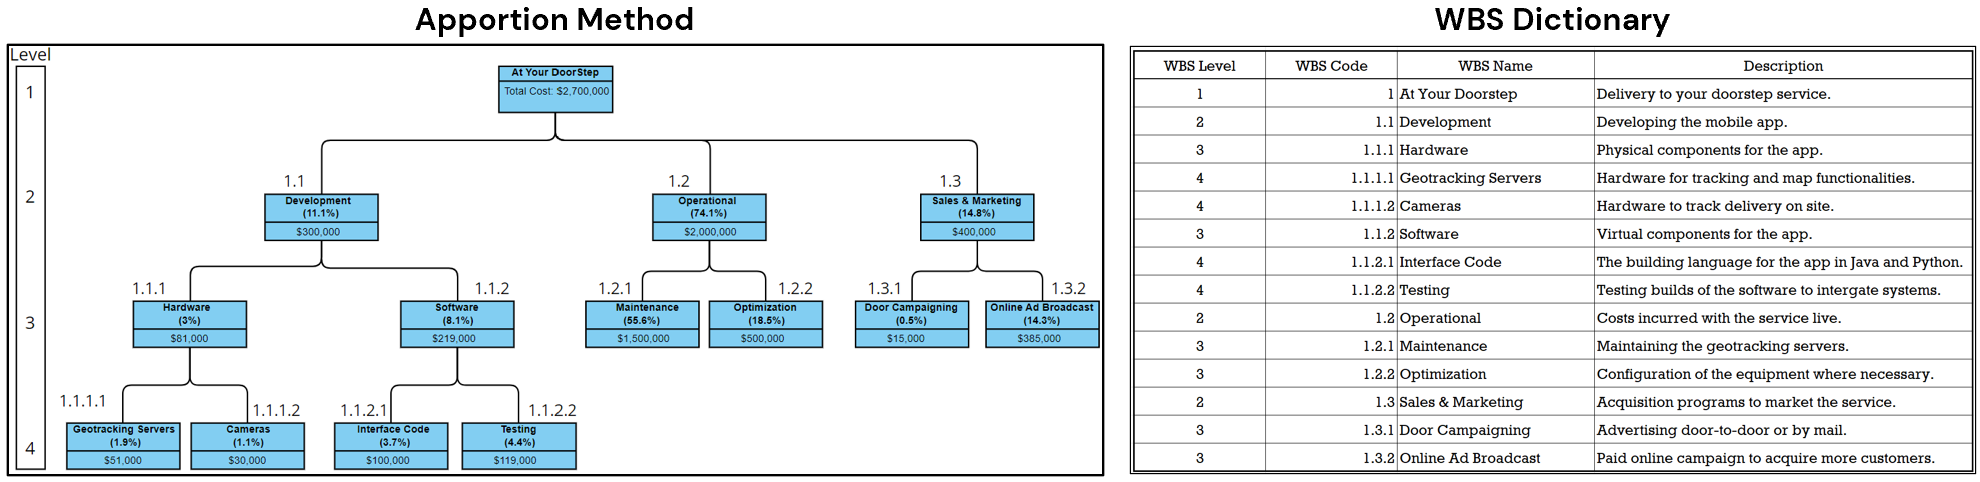 Apportion Method
Level
1
2
3
4
At Your DoorStep
Total Cost: $2,700,000
1.1
Development
(11.1%)
$300,000
1.2
Operational
(74.1%)
$2,000,000
1.3
Sales & Marketing
(14.8%)
$400,000
1.1.1
Hardware
(3%)
$81,000
1.1.2
Software
(8.1%)
$219,000
1.2.1
Maintenance
(55.6%)
$1,500,000
1.2.2
Optimization
(18.5%)
$500,000
1.3.1
Door Campaigning
(0.5%)
$15,000
1.3.2
Online Ad Broadcast
(14.3%)
$385,000
1.1.1.1
Geotracking Servers
(1.9%)
$51,000
1.1.1.2
Cameras
(1.1%)
$30,000
1.1.2.1
Interface Code
(3.7%)
$100,000
1.1.2.2
Testing
(4.4%)
$119,000
WBS Dictionary
WBS Level WBS Code WBS Name Description
1 1 At Your Doorstep Delivery to your doorstep service.
2 1.1 Development Developing the mobile app.
3 1.1.1 Hardware Physical components for the app.
4 1.1.1.1 Geotracking Servers Hardware for tracking and map functionalities.
4 1.1.1.2 Cameras Hardware to track delivery on site.
3 1.1.2 Software Virtual components for the app.
4 1.1.2.1 Interface Code The building language for the app in Java and Python.
4 1.1.2.2 Testing Testing builds of the software to intergate systems.
2 1.2 Operational Costs incurred with the service live.
3 1.2.1 Maintenance Maintaining the geotracking servers.
3 1.2.2 Optimization Configuration of the equipment where necessary.
2 1.3 Sales & Marketing Acquisition programs to market the service.
3 1.3.1 Door Campaigning Advertising door-to-door or by mail.
3 1.3.2 Online Ad Broadcast Paid online campaign to acquire more customers.